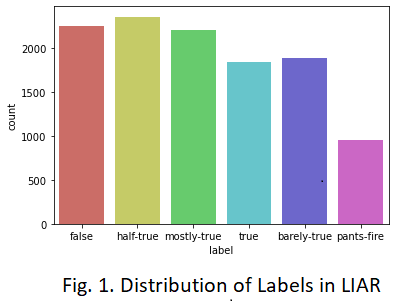 2000
1500
1000
500
0
count
false half-true mostly-true true barely-true pants-fire
label
Fig. 1. Distribution of Labels in LIAR